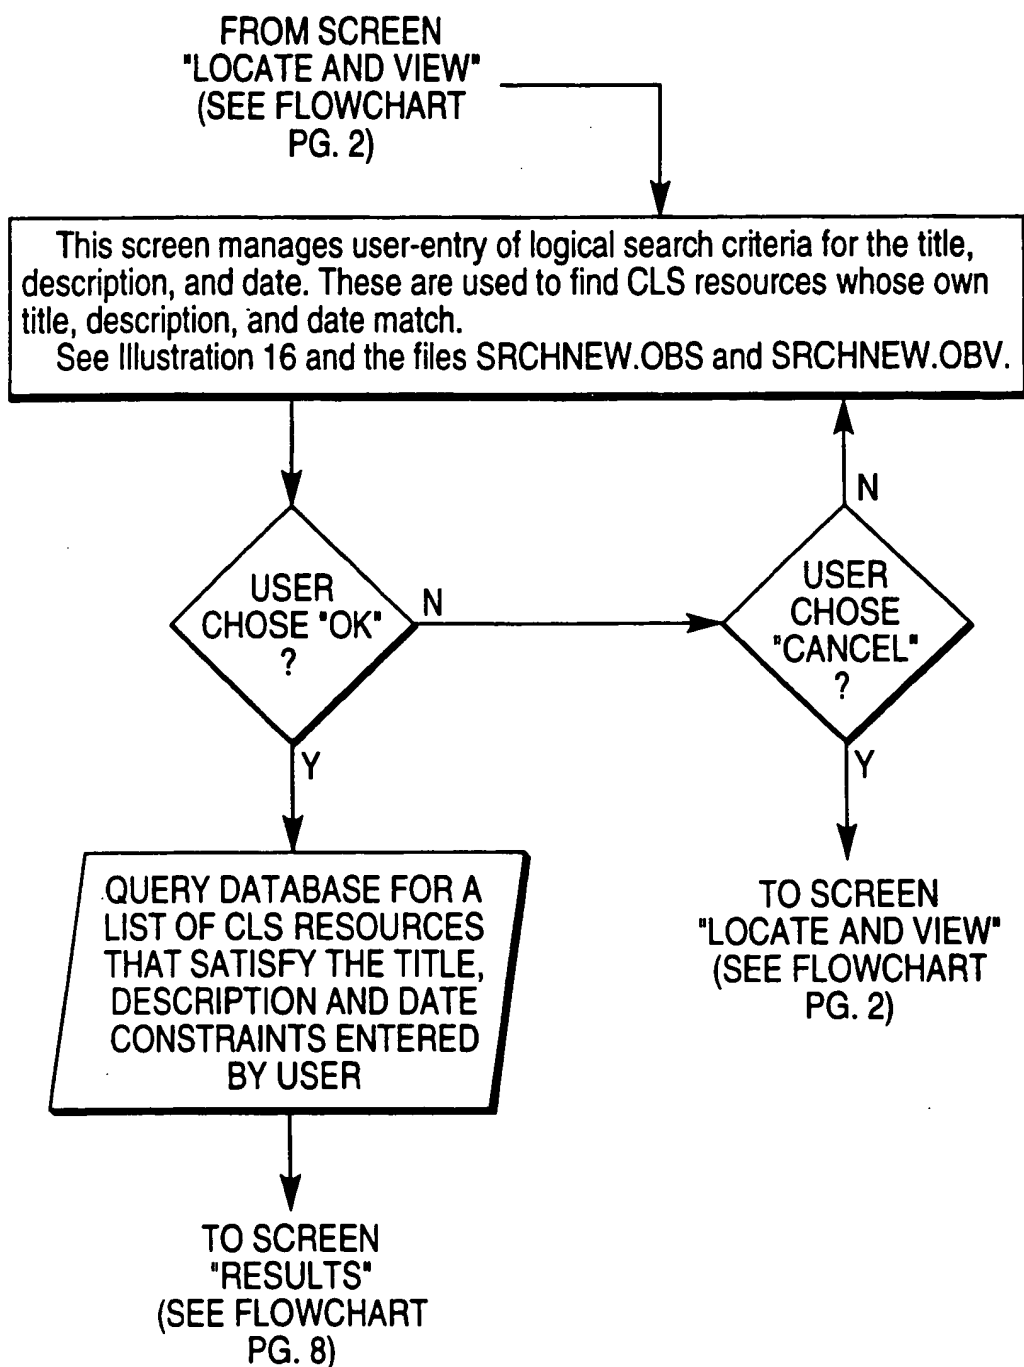 FROM SCREEN
"LOCATE AND VIEW"
(SEE FLOWCHART
PG. 2)
This screen manages user-entry of logical search criteria for the title,
description, and date. These are used to find CLS resources whose own
title, description, and date match.
See Illustration 16 and the files SRCHNEW.OBS and SRCHNEW.OBV.
USER
CHOSE "OK"
?
N
Y
USER
CHOSE
"CANCEL"
?
N
Y
QUERY DATABASE FOR A
LIST OF CLS RESOURCES
THAT SATISFY THE TITLE,
DESCRIPTION AND DATE
CONSTRAINTS ENTERED
BY USER
TO SCREEN
"LOCATE AND VIEW"
(SEE FLOWCHART
PG. 2)
TO SCREEN
"RESULTS"
(SEE FLOWCHART
PG. 8)